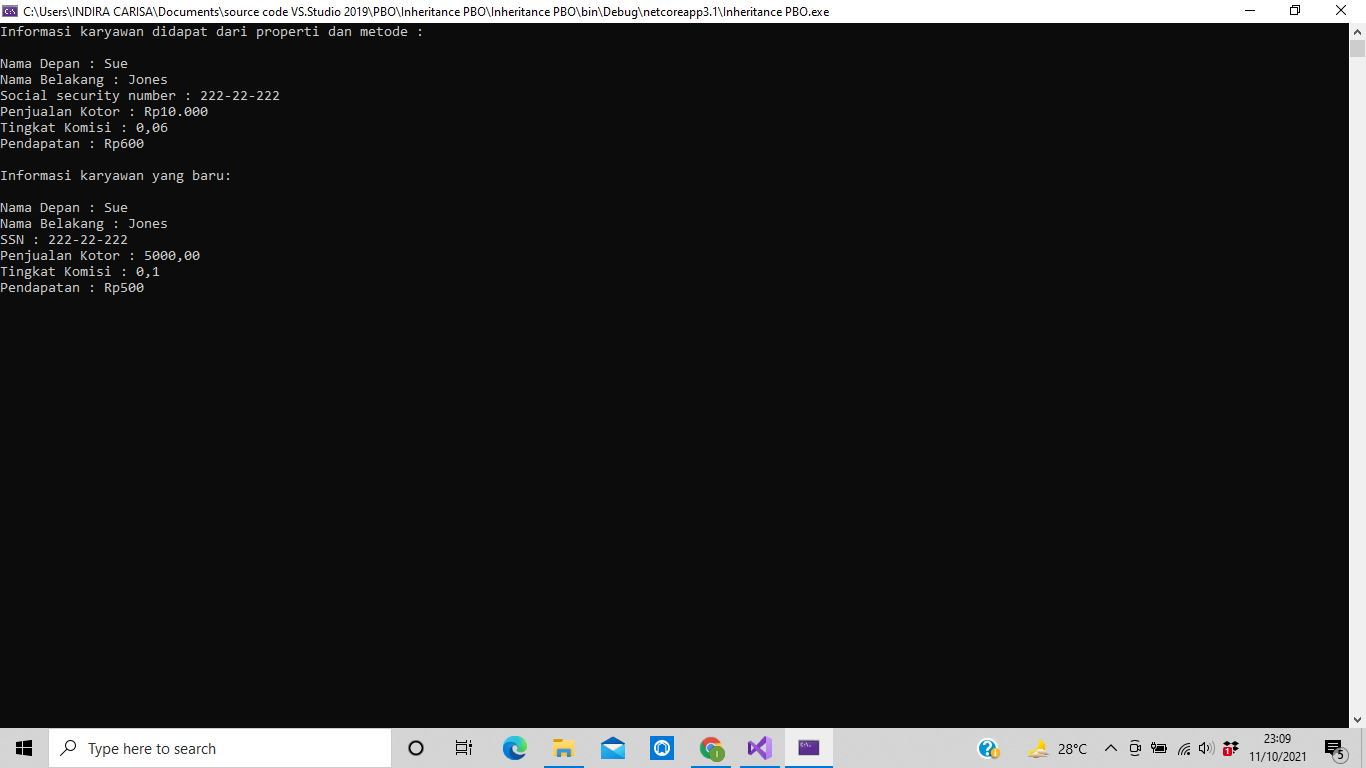 C:\Users\INDIRA CARISA\Documents\source code VS.Studio 2019\PBO\Inheritance PBO\Inheritance PBO\bin\Debug\netcoreapp3.1\Inheritance PBO.exe
Informasi karyawan didapat dari properti dan metode :
Nama Depan : Sue
Nama Belakang : Jones
Social security number : 222-22-222
Penjualan Kotor : Rp10.000
Tingkat Komisi : 0,06
Pendapatan : Rp600
Informasi karyawan yang baru:
Nama Depan : Sue
Nama Belakang : Jones
SSN : 222-22-222
Penjualan Kotor : 5000,00
Tingkat Komisi : 0,1
Pendapatan : Rp500
Type here to search
28°C
23:09
11/10/2021
5